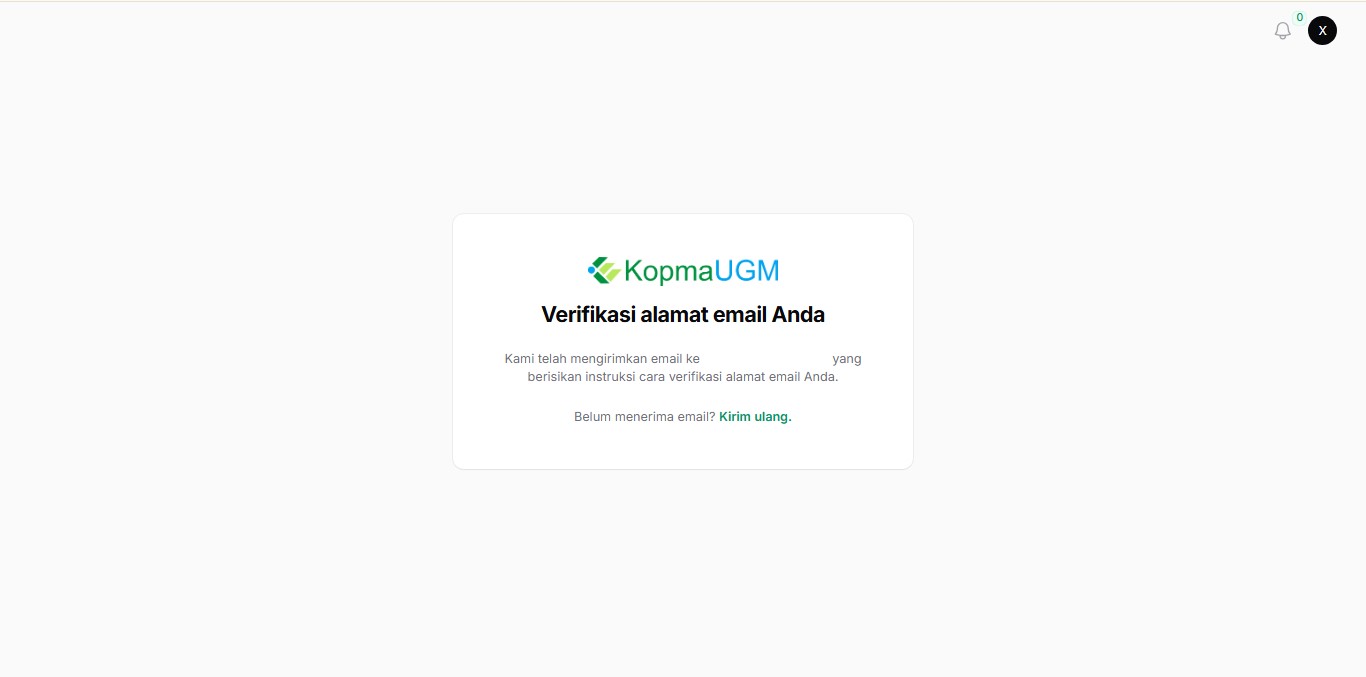 0
X
KopmaUGM
Verifikasi alamat email Anda
Kami telah mengirimkan email ke yang
berisikan instruksi cara verifikasi alamat email Anda.
Belum menerima email? Kirim ulang.